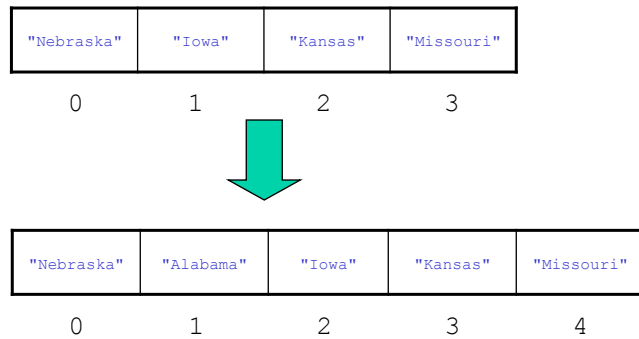 "Nebraska" "Iowa" "Kansas" "Missouri"
0 1 2 3
"Nebraska" "Alabama" "Iowa" "Kansas" "Missouri"
0 1 2 3 4